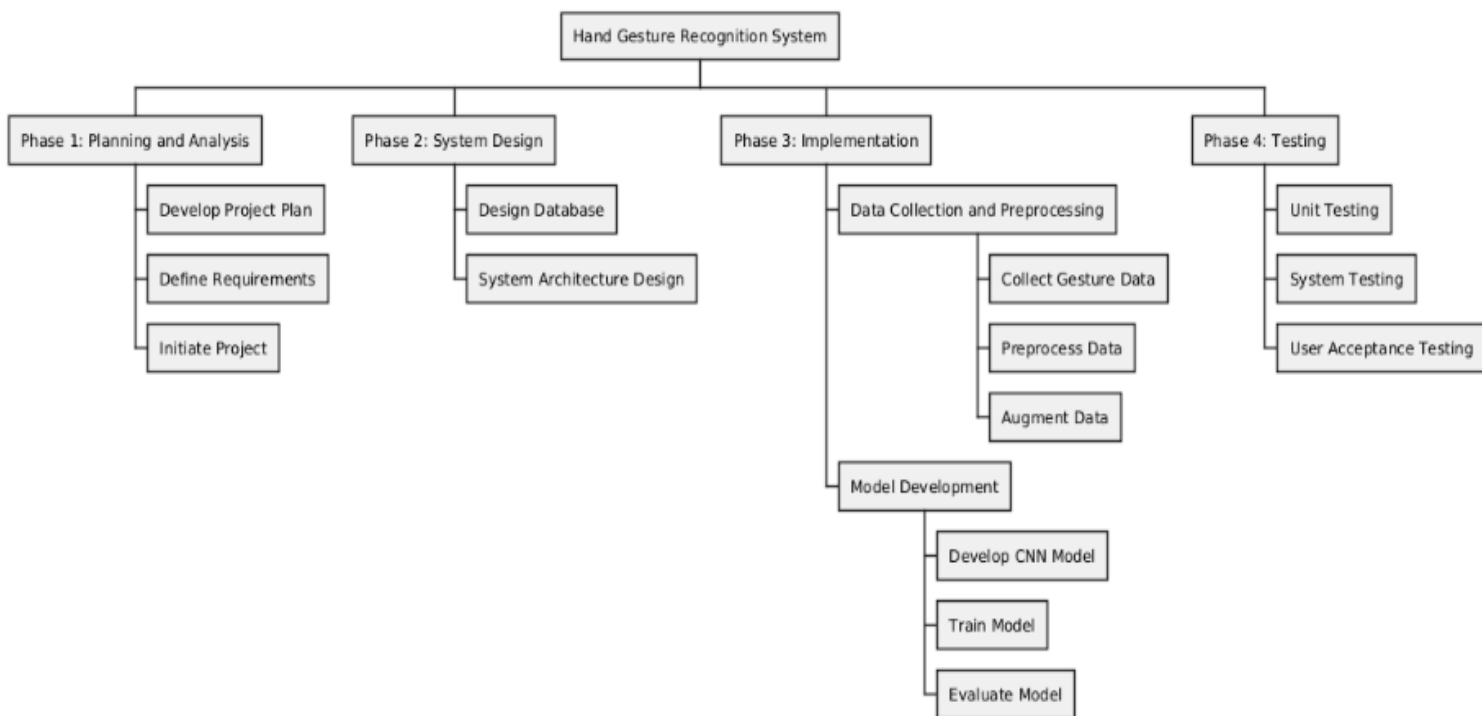 Hand Gesture Recognition System
Phase 1: Planning and Analysis
Develop Project Plan
Define Requirements
Initiate Project
Phase 2: System Design
Design Database
System Architecture Design
Phase 3: Implementation
Data Collection and Preprocessing
Collect Gesture Data
Preprocess Data
Augment Data
Model Development
Develop CNN Model
Train Model
Evaluate Model
Phase 4: Testing
Unit Testing
System Testing
User Acceptance Testing